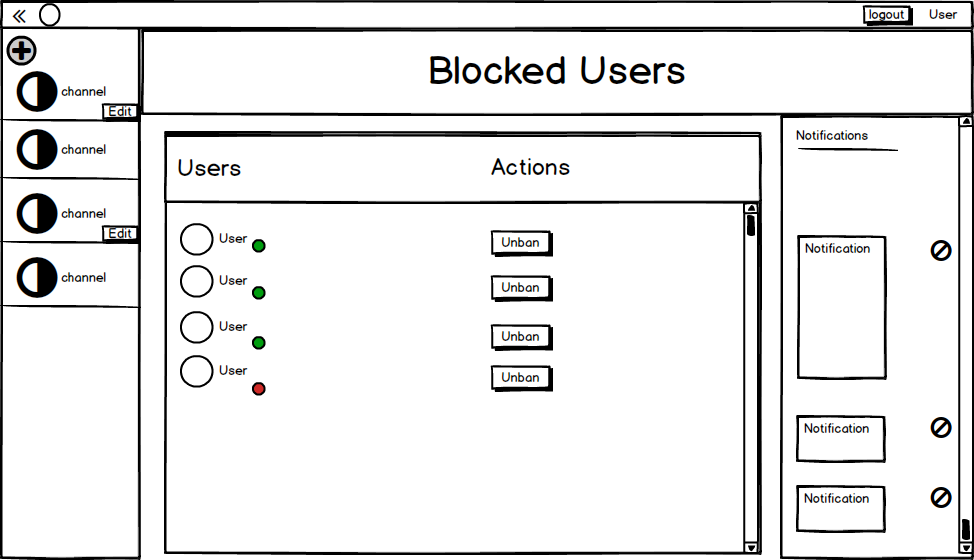 logout User
Blocked Users
channel
Edit
channel
channel
Edit
channel
Users Actions
User Unban
User Unban
User Unban
User Unban
Notifications
Notification
Notification
Notification